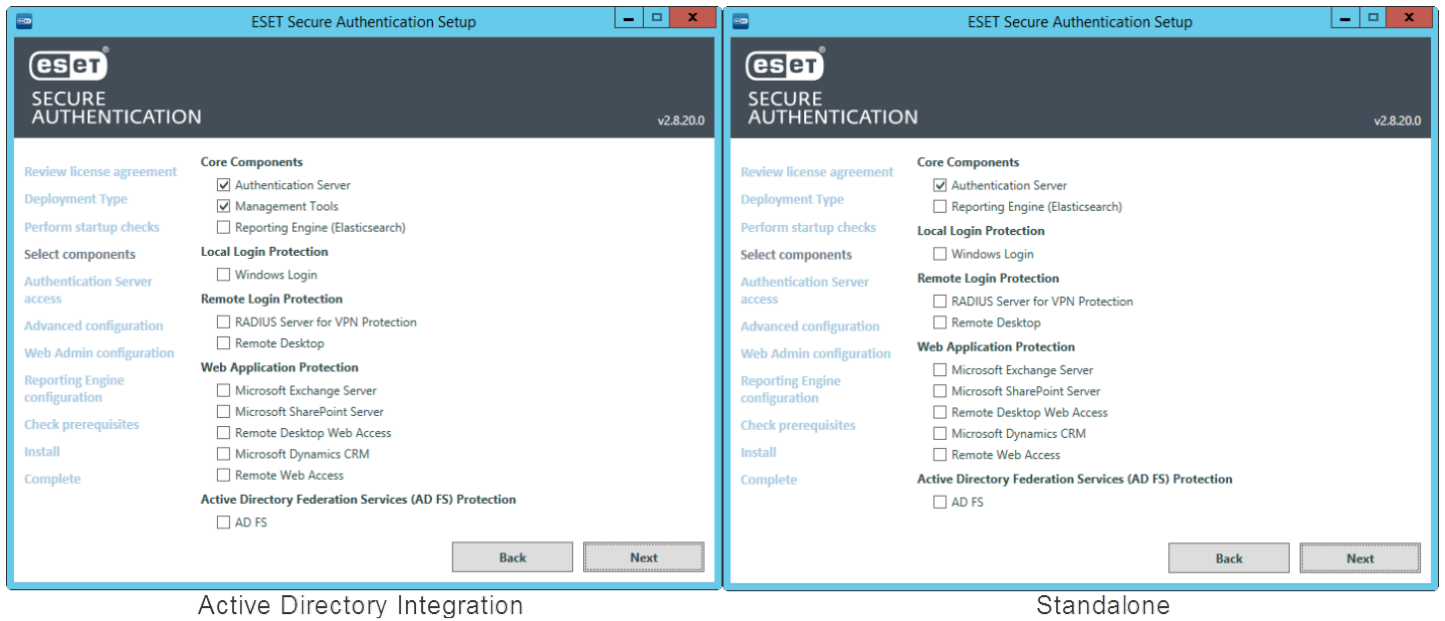 ESET Secure Authentication Setup
eset
SECURE
AUTHENTICATION
v2.8.20.0
Review license agreement
Deployment Type
Perform startup checks
Select components
Authentication Server
access
Advanced configuration
Web Admin configuration
Reporting Engine
configuration
Check prerequisites
Install
Complete
Core Components
Authentication Server
Management Tools
Reporting Engine (Elasticsearch)
Local Login Protection
Windows Login
Remote Login Protection
RADIUS Server for VPN Protection
Remote Desktop
Web Application Protection
Microsoft Exchange Server
Microsoft SharePoint Server
Remote Desktop Web Access
Microsoft Dynamics CRM
Remote Web Access
Active Directory Federation Services (AD FS) Protection
AD FS
Back
Next
Active Directory Integration
ESET Secure Authentication Setup
eset
SECURE
AUTHENTICATION
v2.8.20.0
Review license agreement
Deployment Type
Perform startup checks
Select components
Authentication Server
access
Advanced configuration
Web Admin configuration
Reporting Engine
configuration
Check prerequisites
Install
Complete
Core Components
Authentication Server
Reporting Engine (Elasticsearch)
Local Login Protection
Windows Login
Remote Login Protection
RADIUS Server for VPN Protection
Remote Desktop
Web Application Protection
Microsoft Exchange Server
Microsoft SharePoint Server
Remote Desktop Web Access
Microsoft Dynamics CRM
Remote Web Access
Active Directory Federation Services (AD FS) Protection
AD FS
Back
Next
Standalone